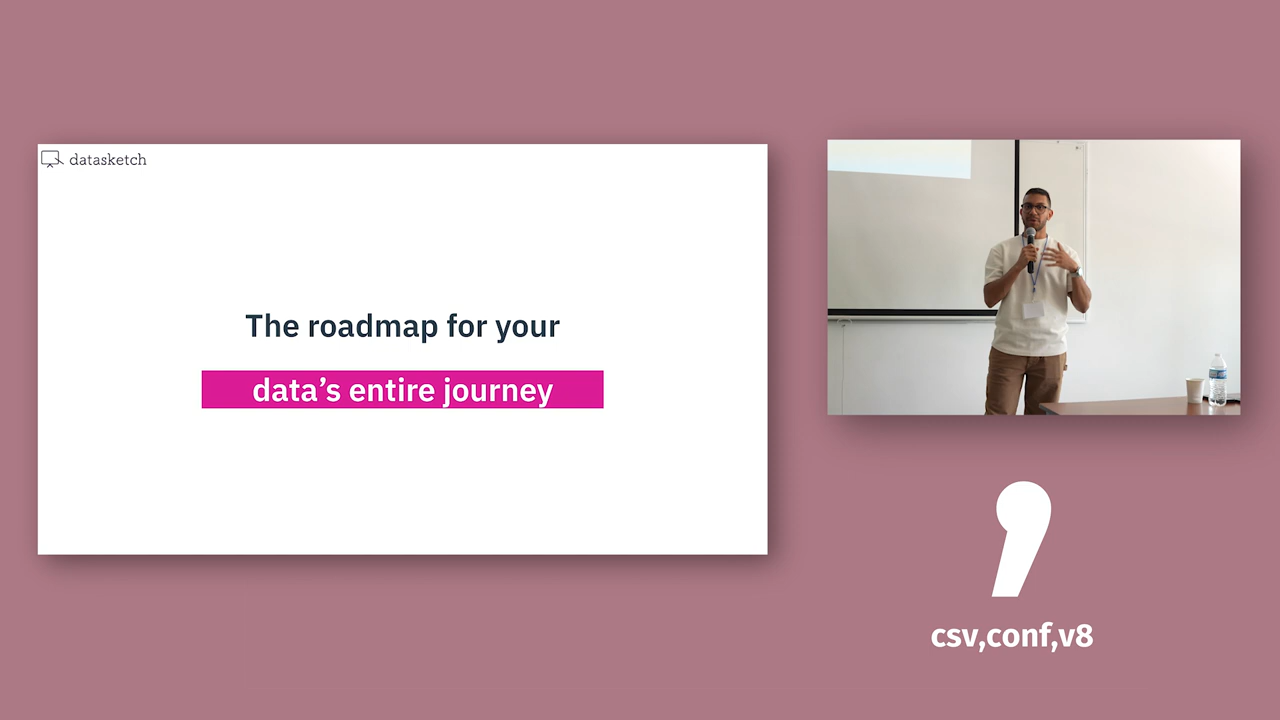 datasketch
The roadmap for your
data's entire journey
csv,conf,v8